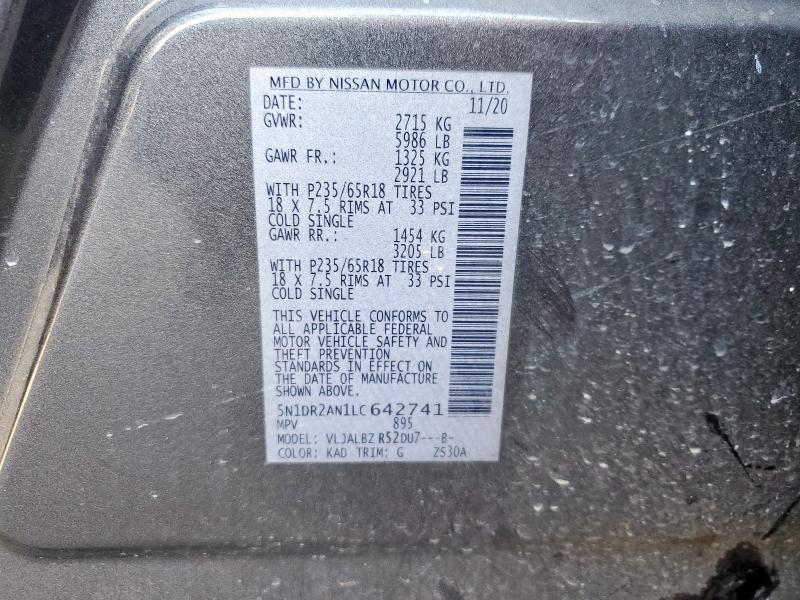 MFD BY NISSAN MOTOR CO., LTD.
DATE: 11/20
GVWR: 2715 KG
5986 LB
GAWR FR.: 1325 KG
2921 LB
WITH P235/65R18 TIRES
18 X 7.5 RIMS AT 33 PSI
COLD SINGLE
GAWR RR.: 1454 KG
3205 LB
WITH P235/65R18 TIRES
18 X 7.5 RIMS AT 33 PSI
COLD SINGLE
THIS VEHICLE CONFORMS TO
ALL APPLICABLE FEDERAL
MOTOR VEHICLE SAFETY AND
THEFT PREVENTION
STANDARDS IN EFFECT ON
THE DATE OF MANUFACTURE
SHOWN ABOVE.
5N1DR2AN1LC642741
MPV 895
MODEL: VLJALBZ R52DU7---B-
COLOR: KAD TRIM: G ZS30A